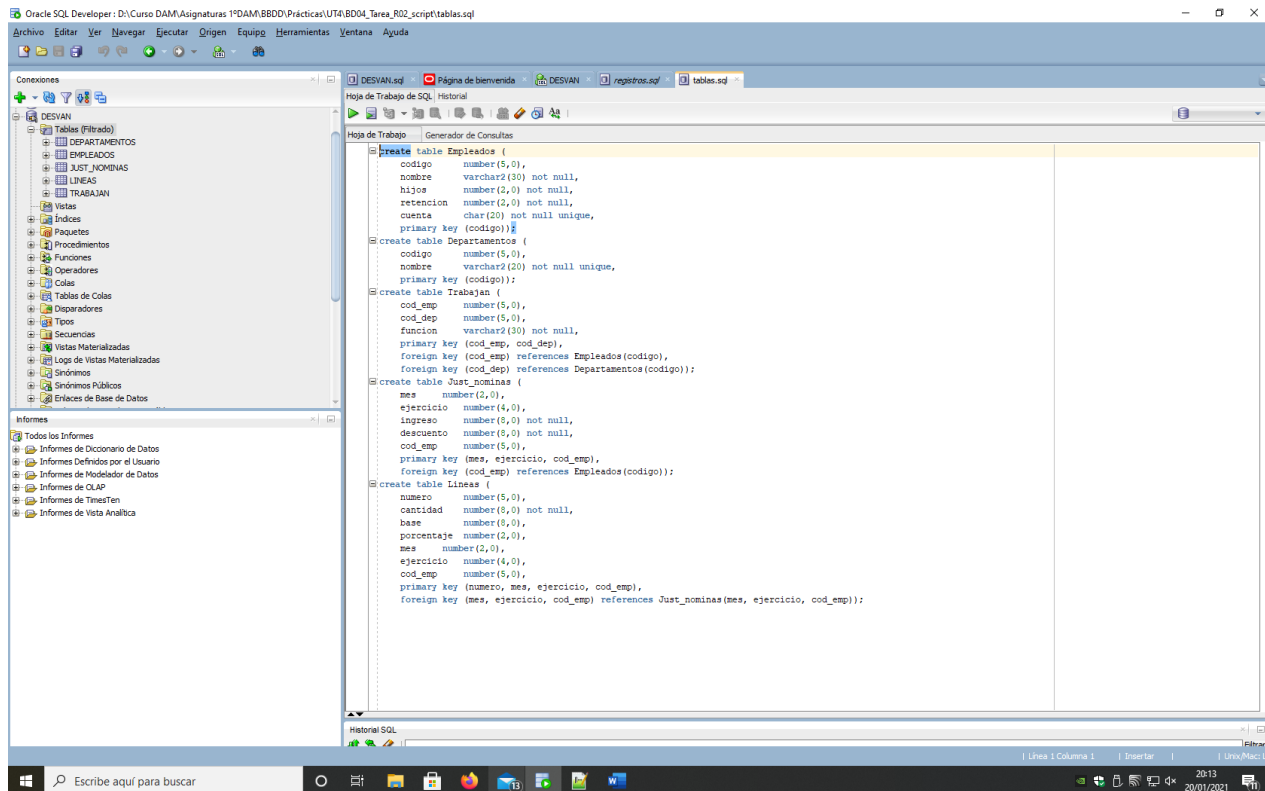 Oracle SQL Developer : D:\Curso DAM\Asignaturas 1ºDAM\BBDD\Prácticas\UT4\BD04_Tarea_R02_script\tablas.sql
Archivo Editar Ver Navegar Ejecutar Origen Equipo Herramientas Ventana Ayuda
Conexiones
DESVAN
Tablas (Filtrado)
DEPARTAMENTOS
EMPLEADOS
JUST_NOMINAS
LINEAS
TRABAJAN
Vistas
Índices
Paquetes
Procedimientos
Funciones
Operadores
Colas
Tablas de Colas
Disparadores
Tipos
Secuencias
Vistas Materializadas
Logs de Vistas Materializadas
Sinónimos
Sinónimos Públicos
Enlaces de Base de Datos
Informes
Todos los Informes
Informes de Diccionario de Datos
Informes Definidos por el Usuario
Informes de Modelador de Datos
Informes de OLAP
Informes de TimesTen
Informes de Vista Analítica
DESVAN.sql Página de bienvenida DESVAN registros.sql tablas.sql
Hoja de Trabajo de SQL Historial
Hoja de Trabajo Generador de Consultas
create table Empleados (
codigo number(5,0),
nombre varchar2(30) not null,
hijos number(2,0) not null,
retencion number(2,0) not null,
cuenta char(20) not null unique,
primary key (codigo));
create table Departamentos (
codigo number(5,0),
nombre varchar2(20) not null unique,
primary key (codigo));
create table Trabajan (
cod_emp number(5,0),
cod_dep number(5,0),
funcion varchar2(30) not null,
primary key (cod_emp, cod_dep),
foreign key (cod_emp) references Empleados(codigo),
foreign key (cod_dep) references Departamentos(codigo));
create table Just_nominas (
mes number(2,0),
ejercicio number(4,0),
ingreso number(8,0) not null,
descuento number(8,0) not null,
cod_emp number(5,0),
primary key (mes, ejercicio, cod_emp),
foreign key (cod_emp) references Empleados(codigo));
create table Lineas (
numero number(5,0),
cantidad number(8,0) not null,
base number(8,0),
porcentaje number(2,0),
mes number(2,0),
ejercicio number(4,0),
cod_emp number(5,0),
primary key (numero, mes, ejercicio, cod_emp),
foreign key (mes, ejercicio, cod_emp) references Just_nominas(mes, ejercicio, cod_emp));
Historial SQL
Línea 1 Columna 1 | Insertar | Unix/Mac:
Escribe aquí para buscar
13
20:13
20/01/2021